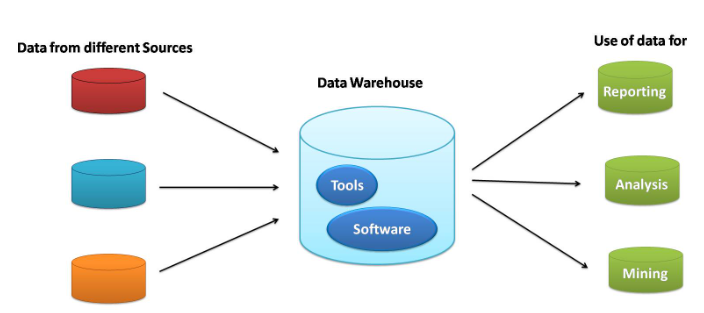 Data from different Sources
Data Warehouse
Tools
Software
Use of data for
Reporting
Analysis
Mining